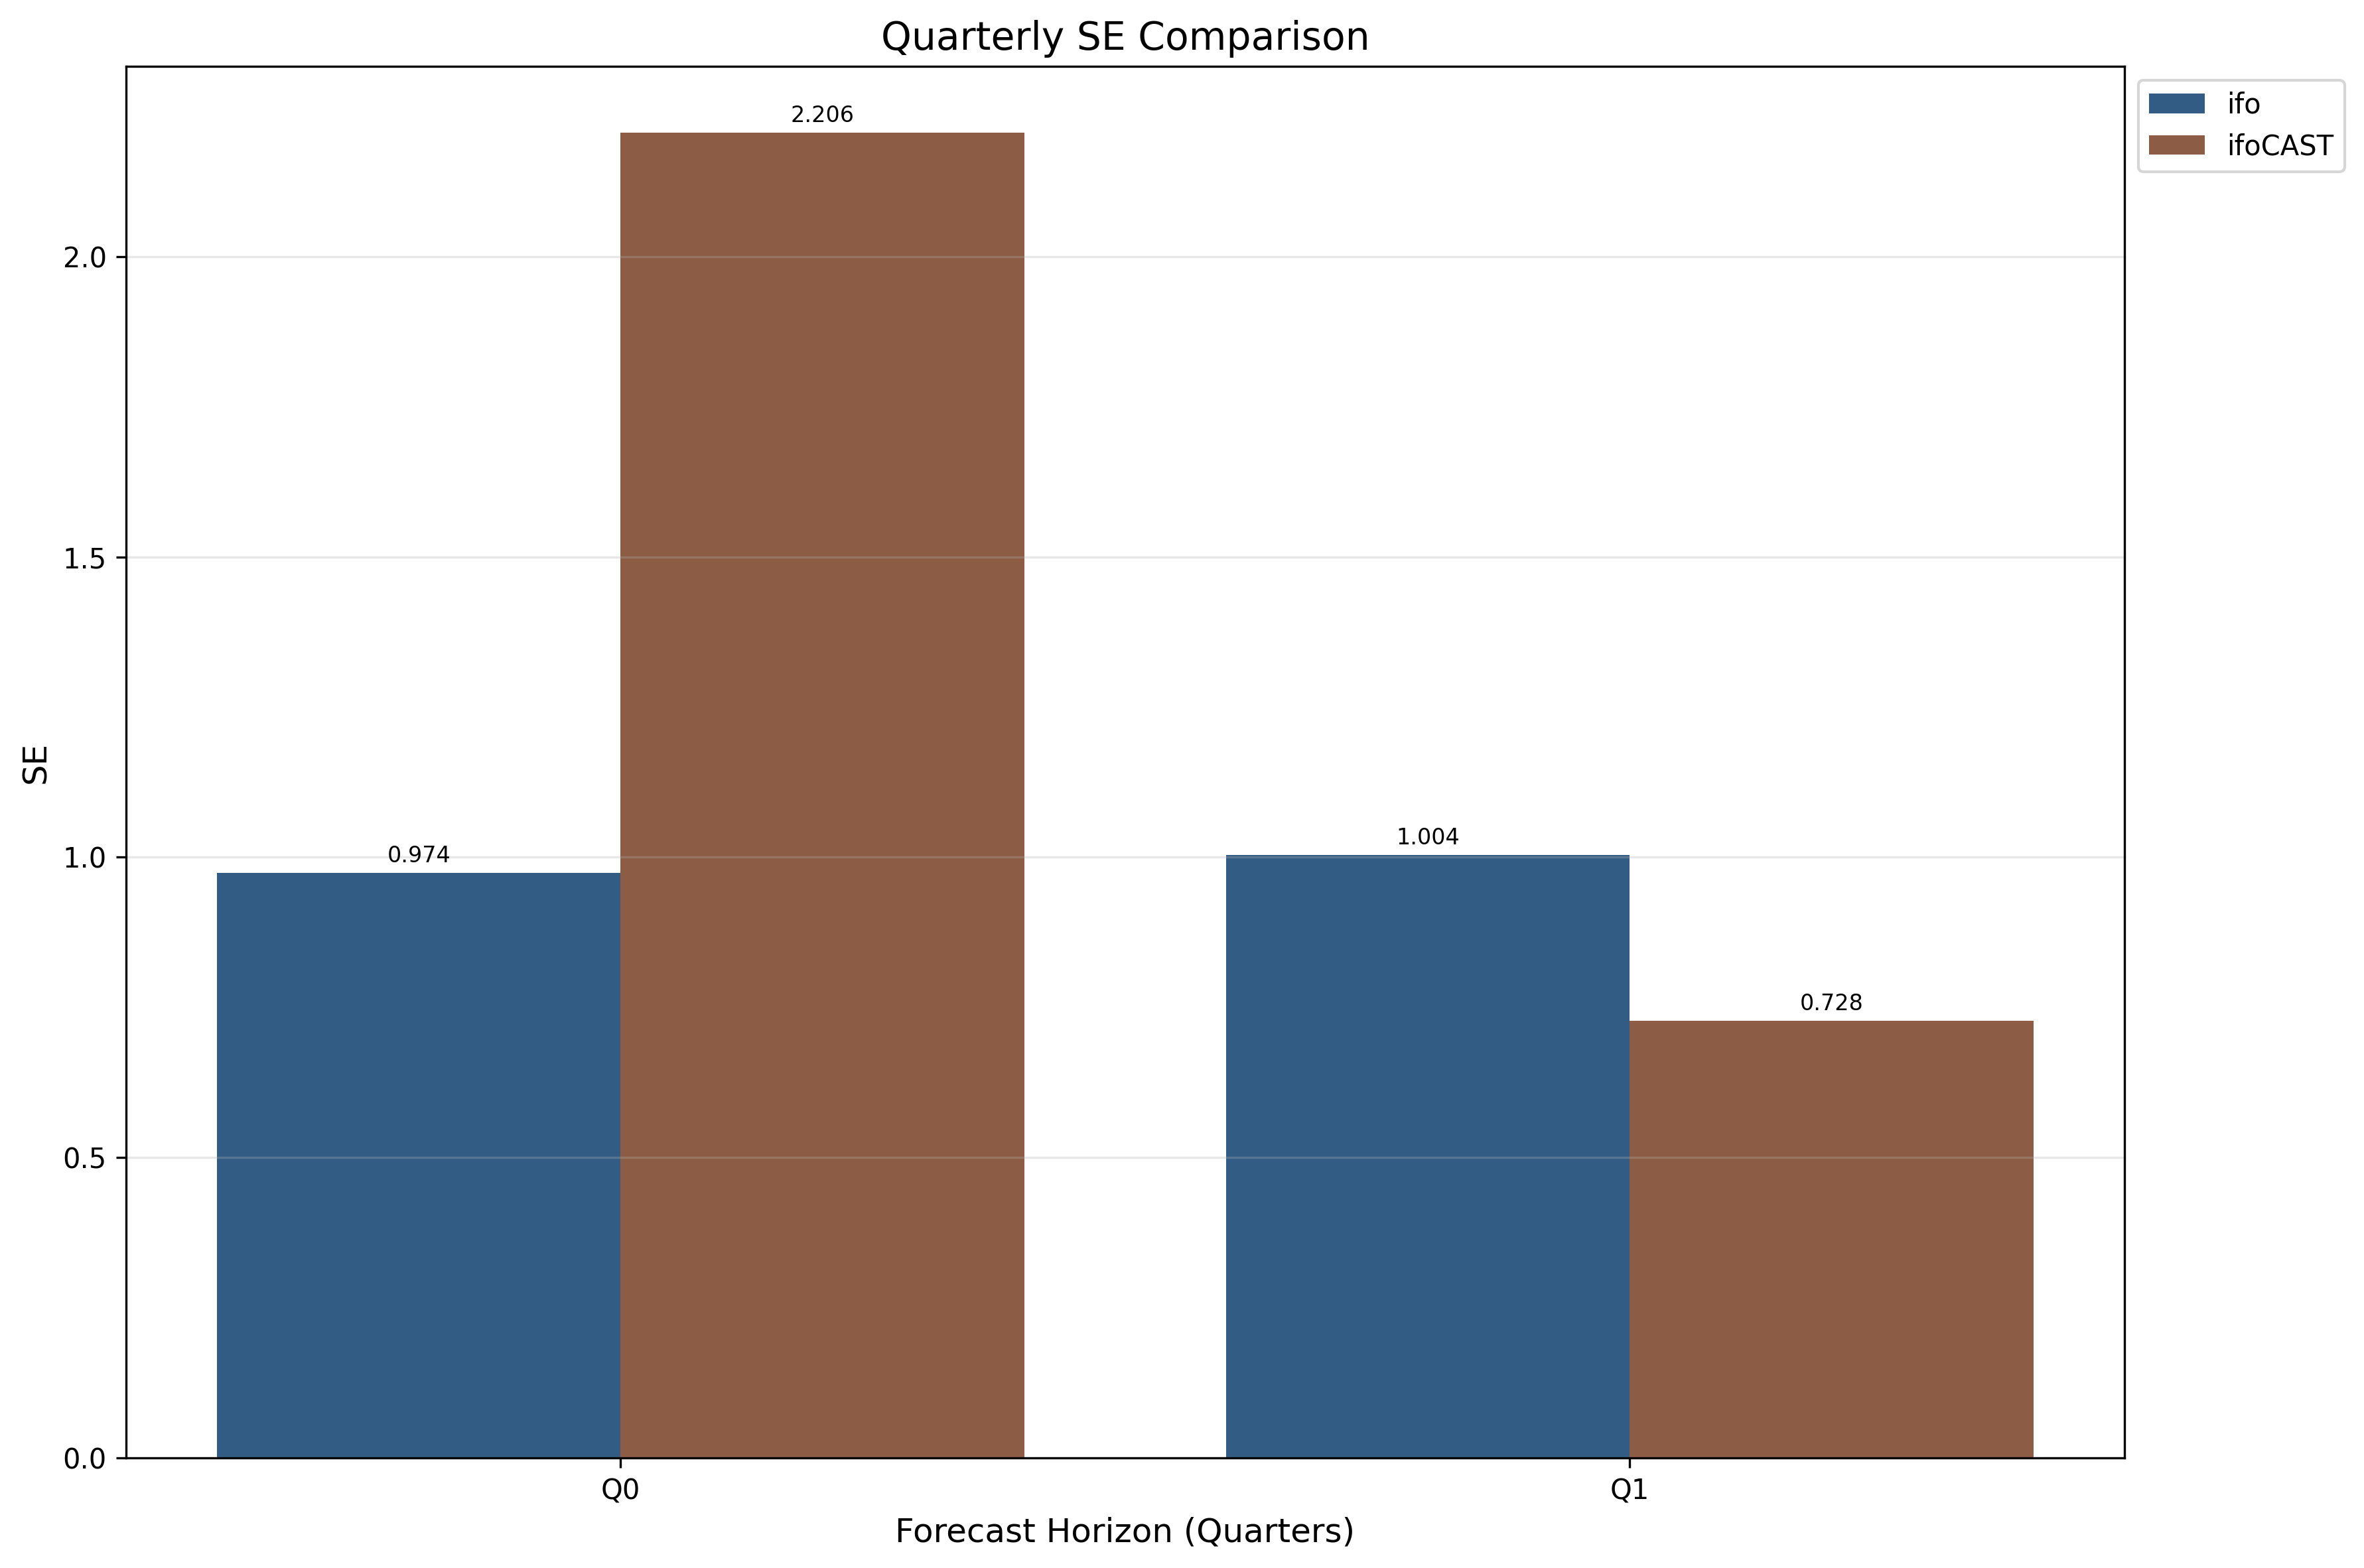 Quarterly SE Comparison
ifo
ifoCAST
2.206
0.974
1.004
0.728
2.0
1.5
1.0
0.5
0.0
SE
Q0
Q1
Forecast Horizon (Quarters)